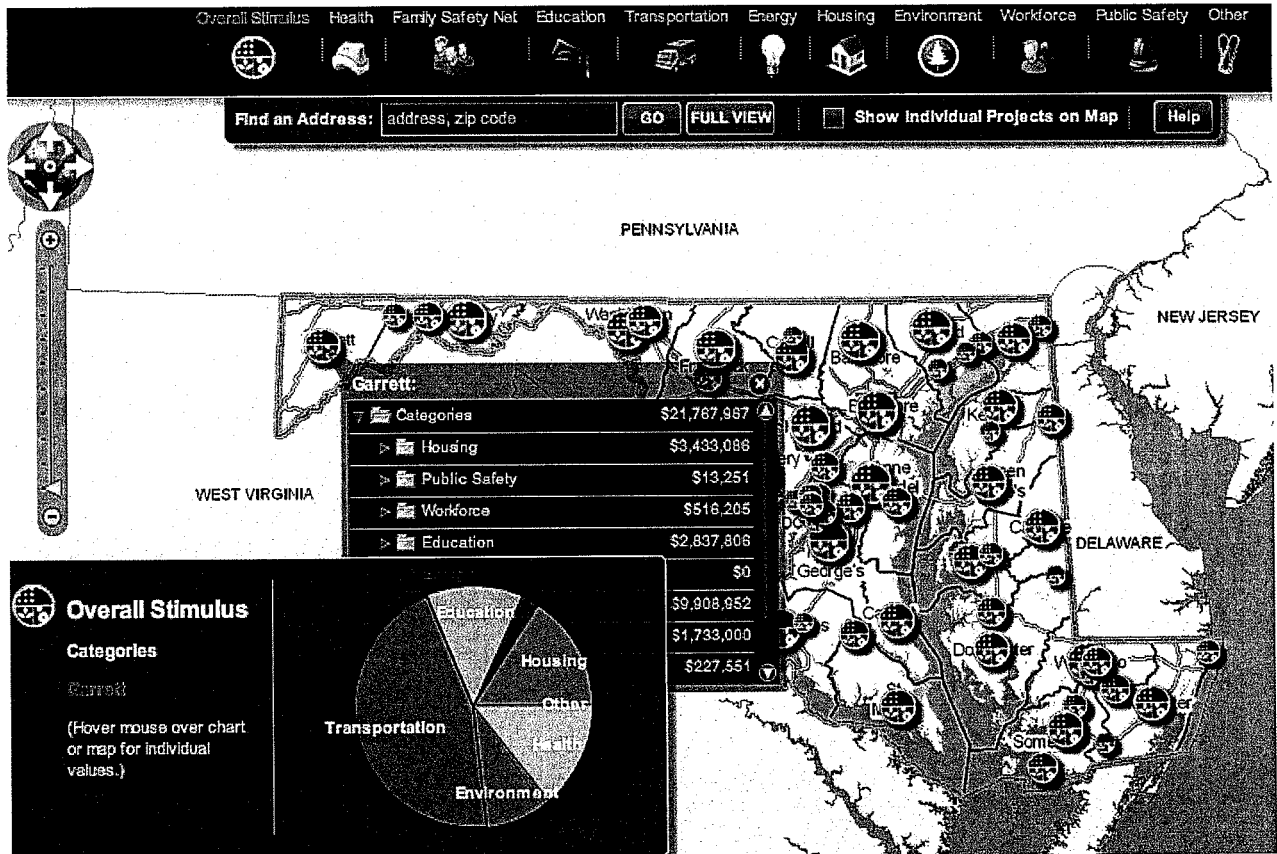 Overall Stimulus Health Family Safety Net Education Transportation Energy Housing Environment Workforce Public Safety Other
Find an Address: address, zip code GO FULL VIEW Show Individual Projects on Map Help
PENNSYLVANIA
NEW JERSEY
WEST VIRGINIA
DELAWARE
George's
Garrett:
Categories $21,767,967
Housing $3,433,086
Public Safety $13,251
Workforce $516,205
Education $2,837,806
$0
$9,908,952
$1,733,000
$227,551
Overall Stimulus
Categories
Garrett
(Hover mouse over chart
or map for individual
values.)
Education
Housing
Other
Health
Environment
Transportation